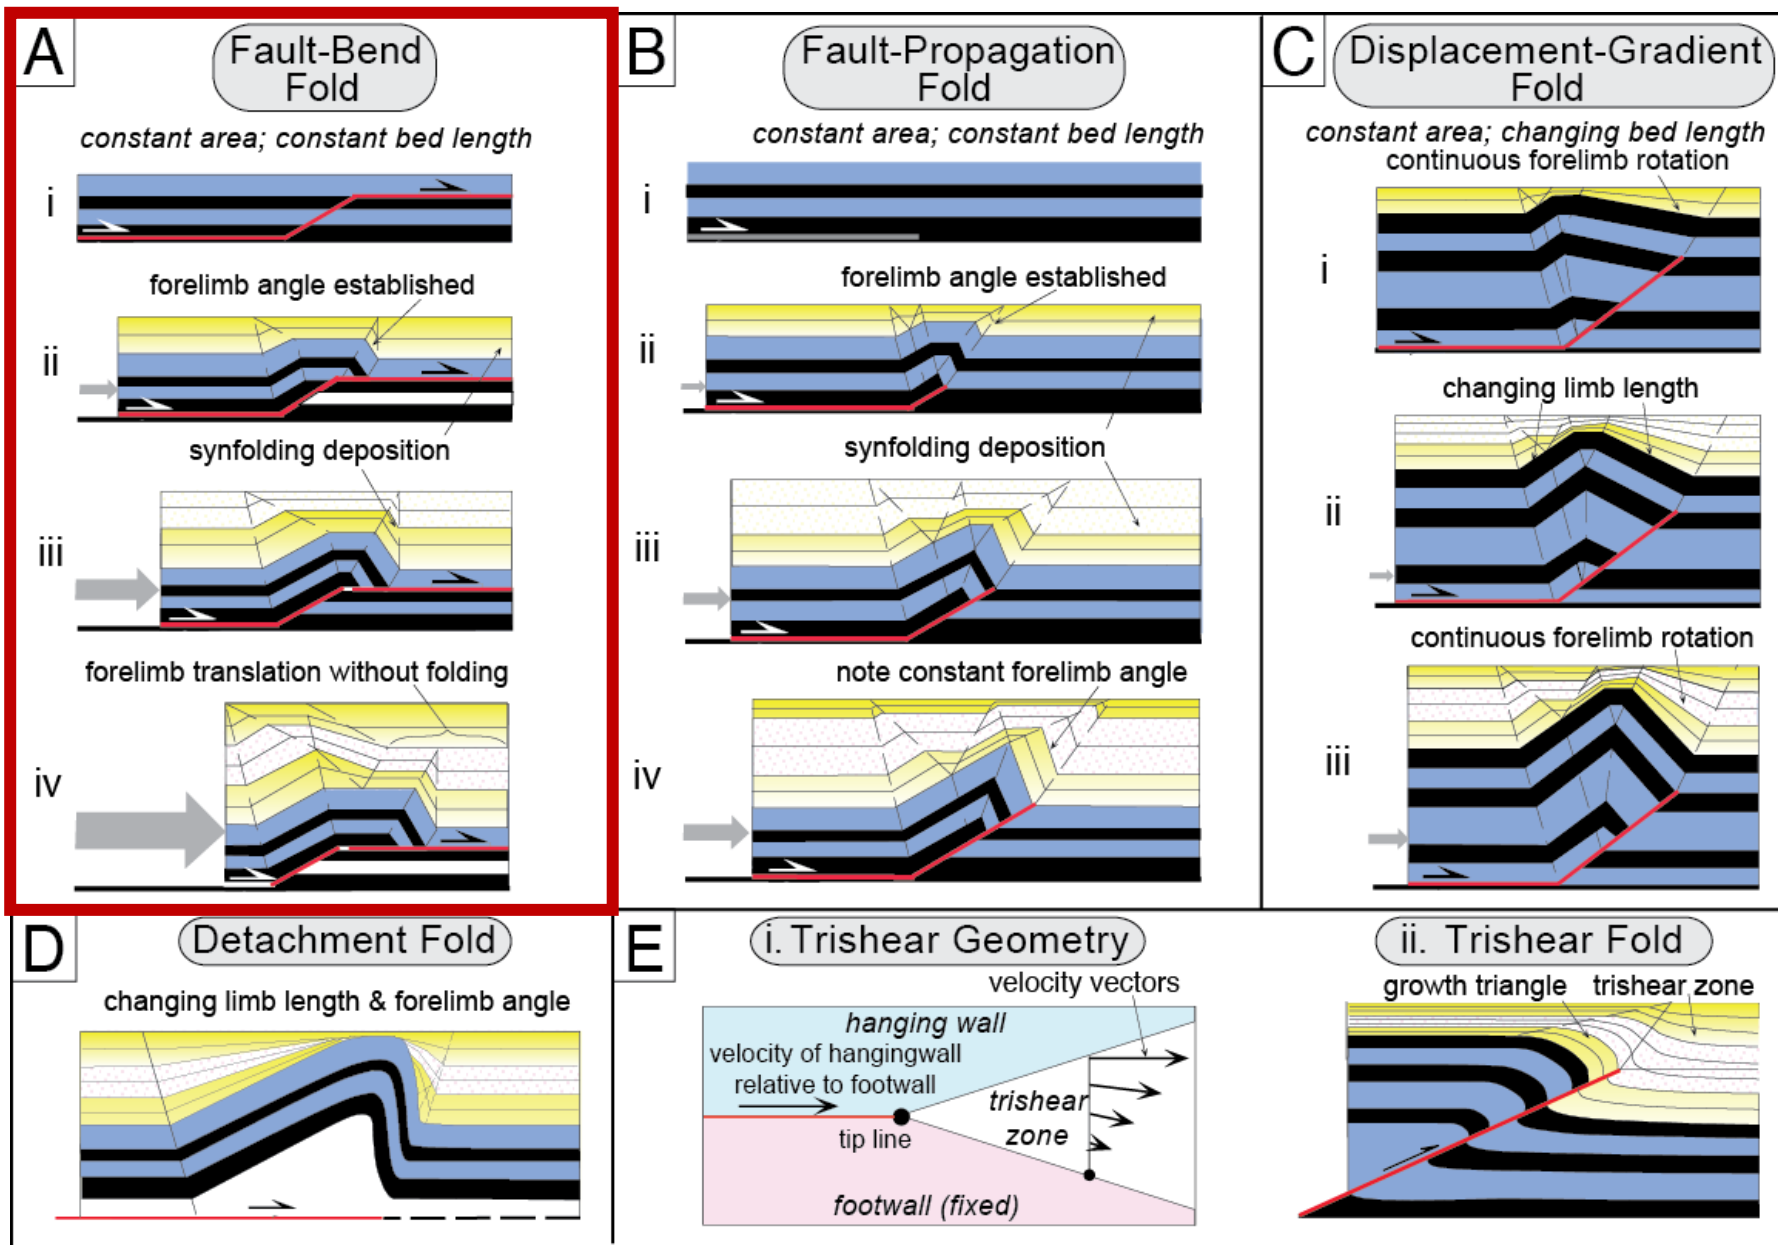 A
Fault-Bend
Fold
constant area; constant bed length
i
forelimb angle established
ii
synfolding deposition
iii
forelimb translation without folding
iv
B
Fault-Propagation
Fold
constant area; constant bed length
i
forelimb angle established
ii
synfolding deposition
iii
note constant forelimb angle
iv
C
Displacement-Gradient
Fold
constant area; changing bed length
continuous forelimb rotation
i
changing limb length
ii
continuous forelimb rotation
iii
D
Detachment Fold
changing limb length & forelimb angle
E
i. Trishear Geometry
velocity vectors
hanging wall
velocity of hangingwall
relative to footwall
trishear
zone
tip line
footwall (fixed)
ii. Trishear Fold
growth triangle
trishear zone